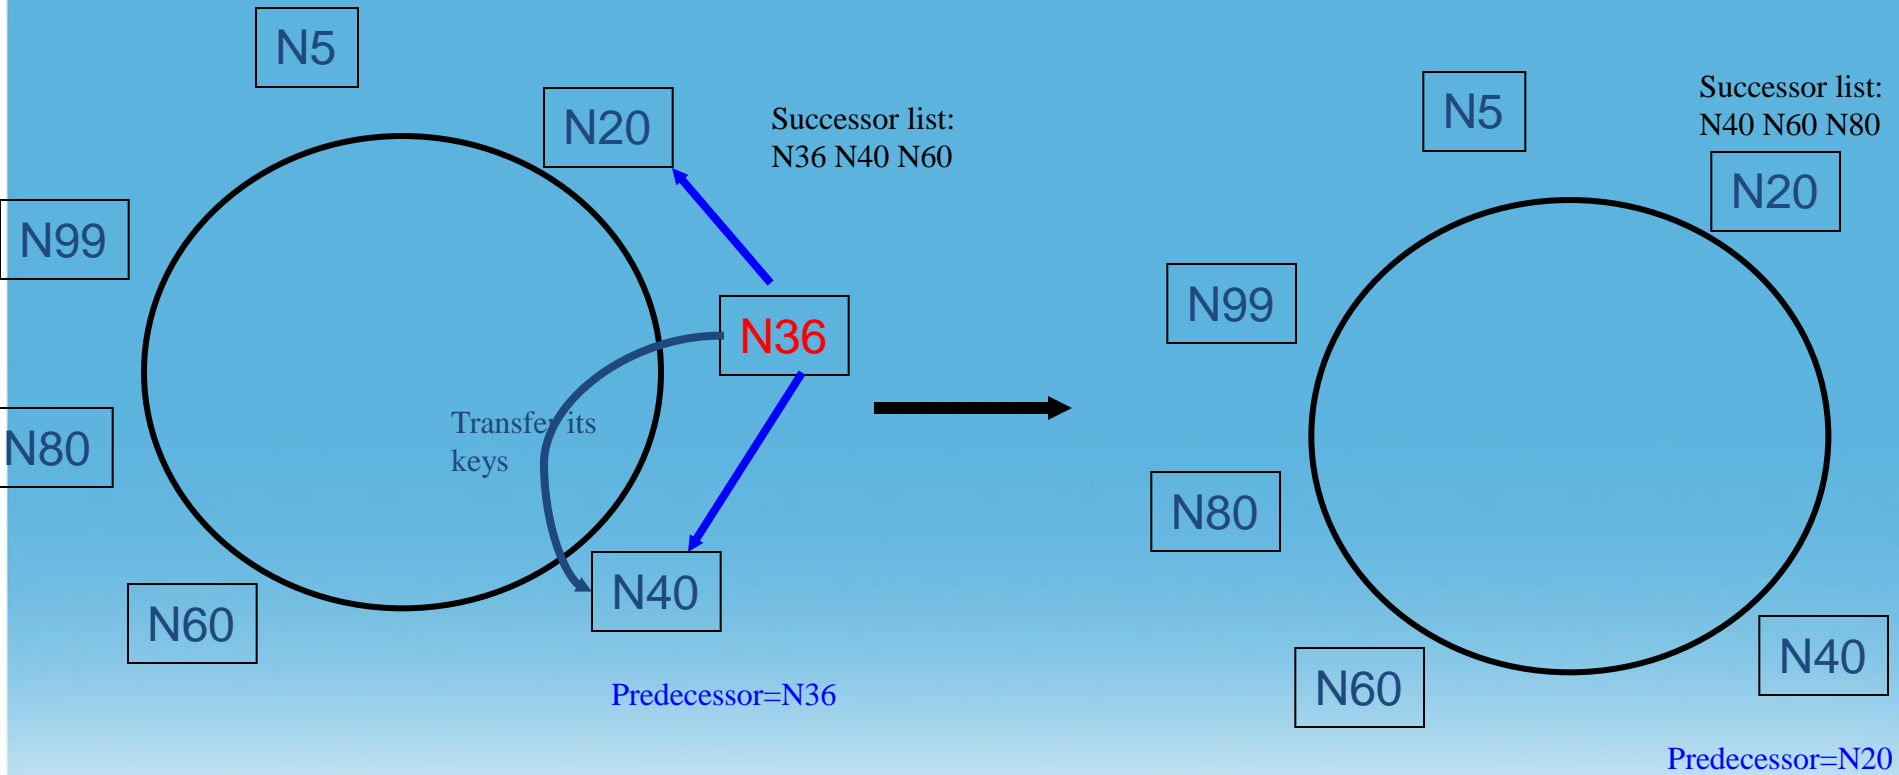 N5
N20
Successor list:
N36 N40 N60
N99
N36
Transfer its
keys
N80
N40
N60
Predecessor=N36
N5
Successor list:
N40 N60 N80
N20
N99
N80
N40
N60
Predecessor=N20